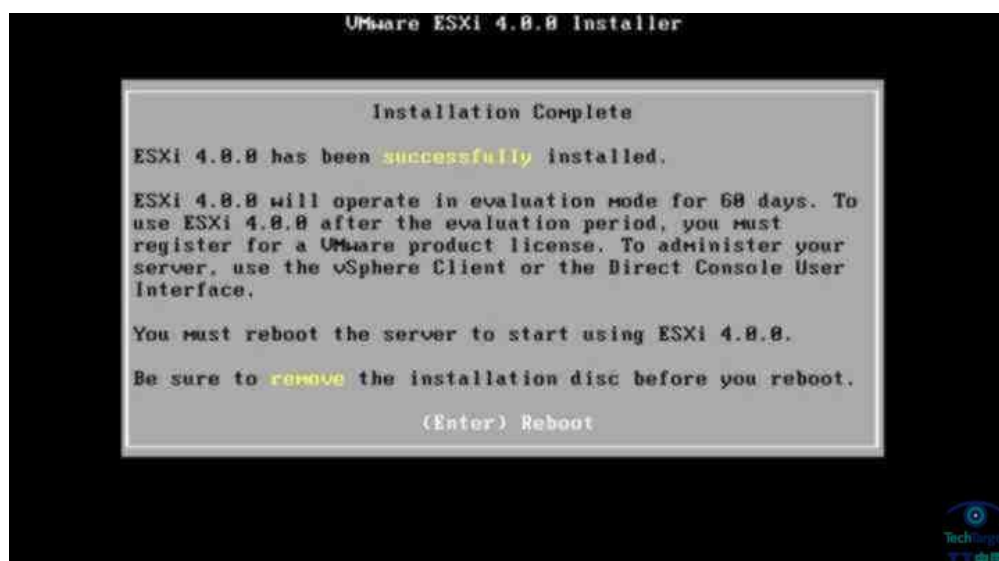 VMware ESXi 4.0.0 Installer
Installation Complete
ESXi 4.0.0 has been successfully installed.
ESXi 4.0.0 will operate in evaluation mode for 60 days. To
use ESXi 4.0.0 after the evaluation period, you must
register for a VMware product license. To administer your
server, use the vSphere Client or the Direct Console User
Interface.
You must reboot the server to start using ESXi 4.0.0.
Be sure to remove the installation disc before you reboot.
(Enter) Reboot